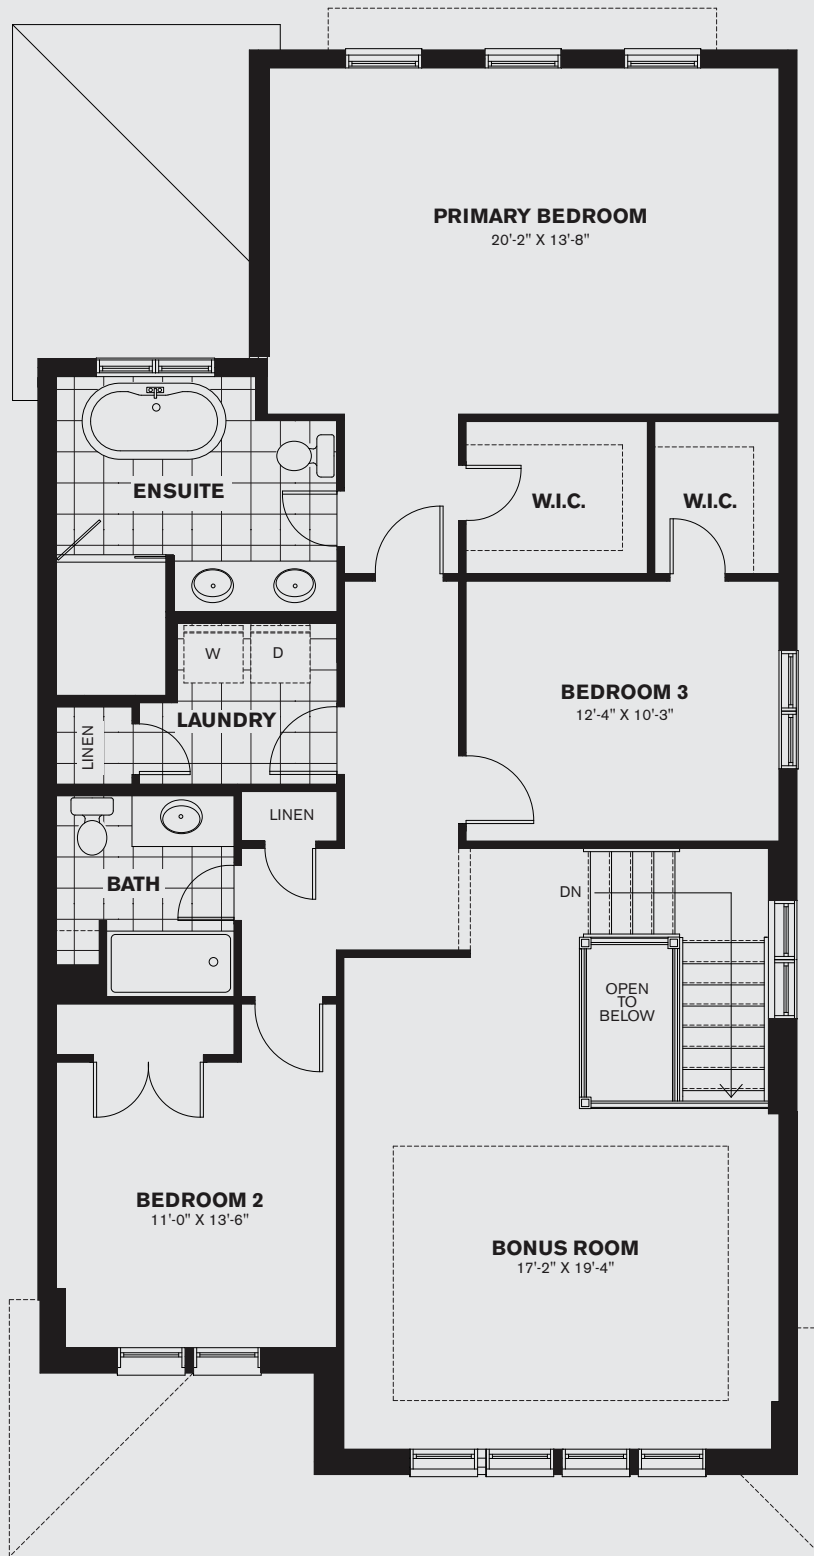 PRIMARY BEDROOM
20'-2" X 13'-8"
ENSUITE
W.I.C.
W.I.C.
W
D
BEDROOM 3
12'-4" X 10'-3"
LAUNDRY
LINEN
LINEN
BATH
DN
OPEN
TO
BELOW
BEDROOM 2
11'-0" X 13'-6"
BONUS ROOM
17'-2" X 19'-4"